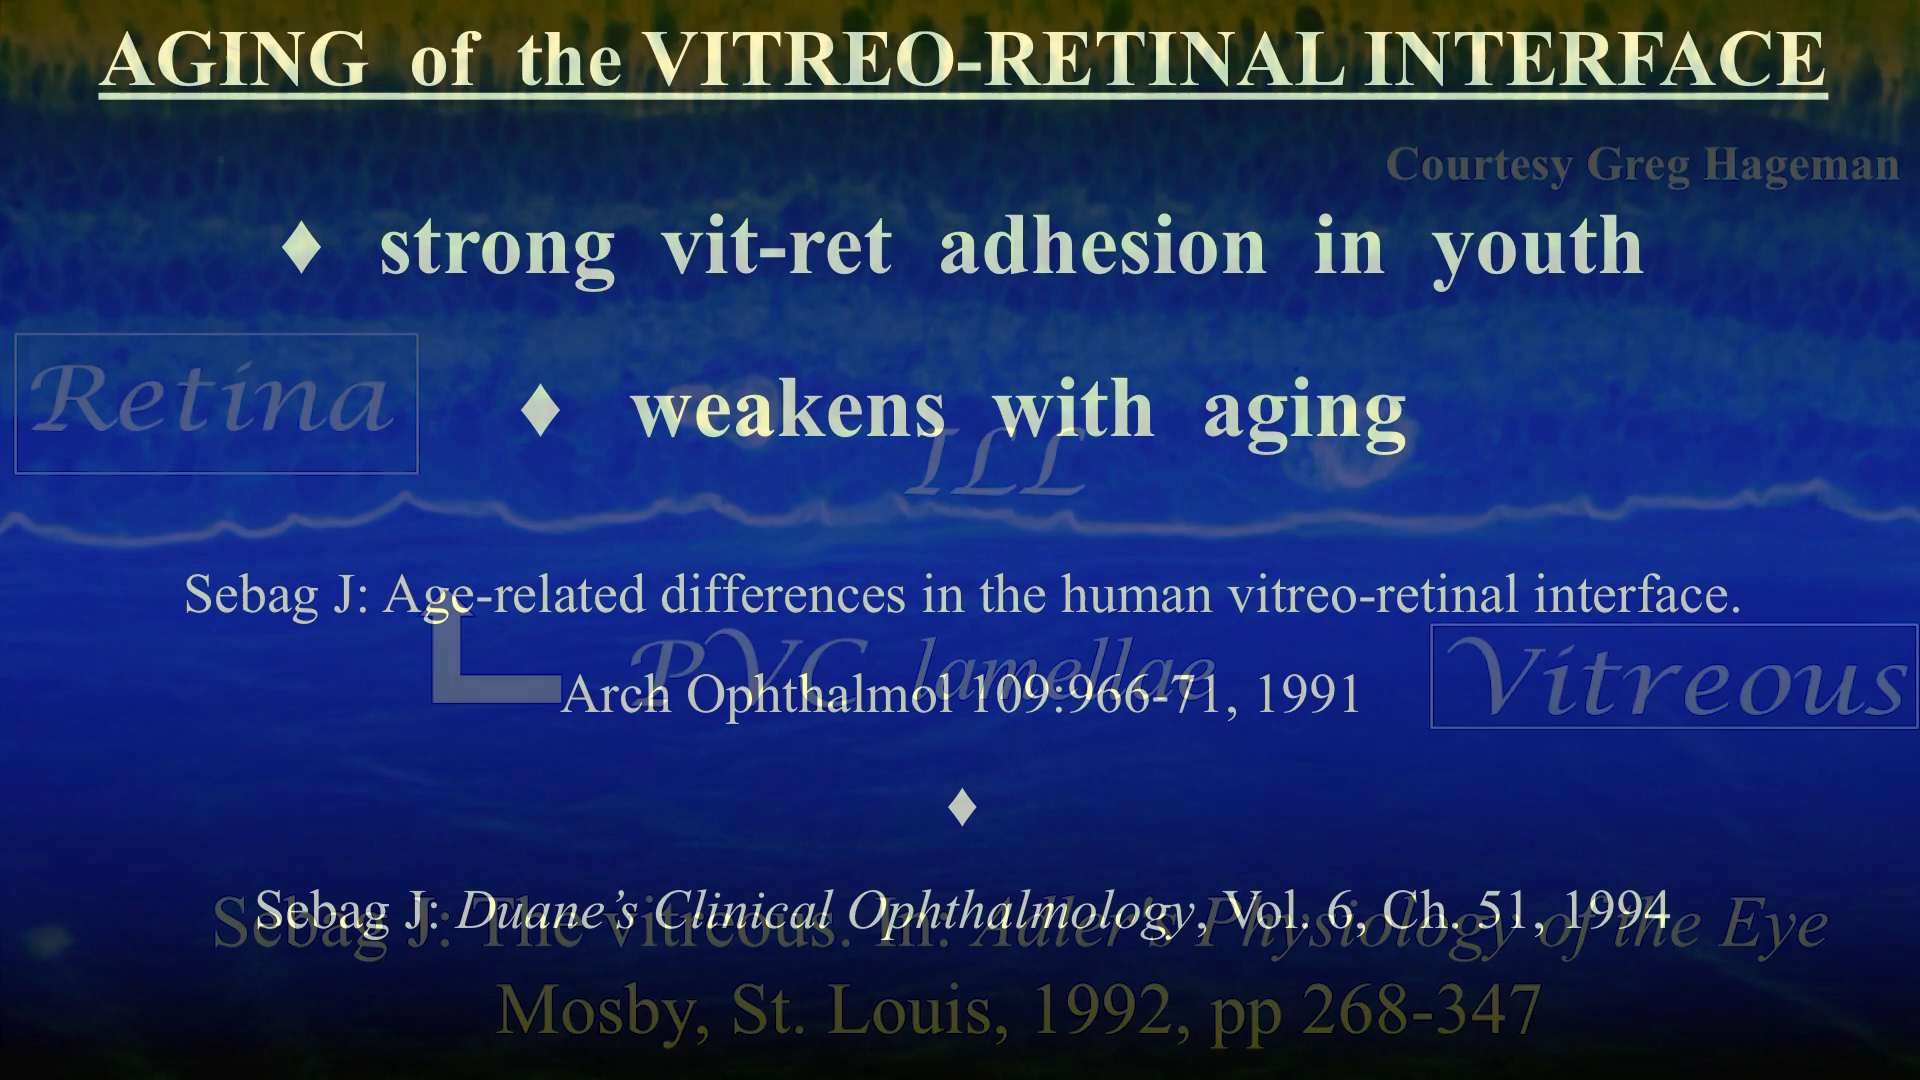 AGING of the VITREO-RETINAL INTERFACE
Courtesy Greg Hageman
♦ strong vit-ret adhesion in youth
Retina
♦ weakens with aging
ILL
Sebag J: Age-related differences in the human vitreo-retinal interface.
PVC lamellae
Vitreous
Arch Ophthalmol 109:966-71, 1991
♦
Sebag J: Duane's Clinical Ophthalmology, Vol. 6, Ch. 51, 1994
Sebag J: The vitreous. In: Adler's Physiology of the Eye
Mosby, St. Louis, 1992, pp 268-347